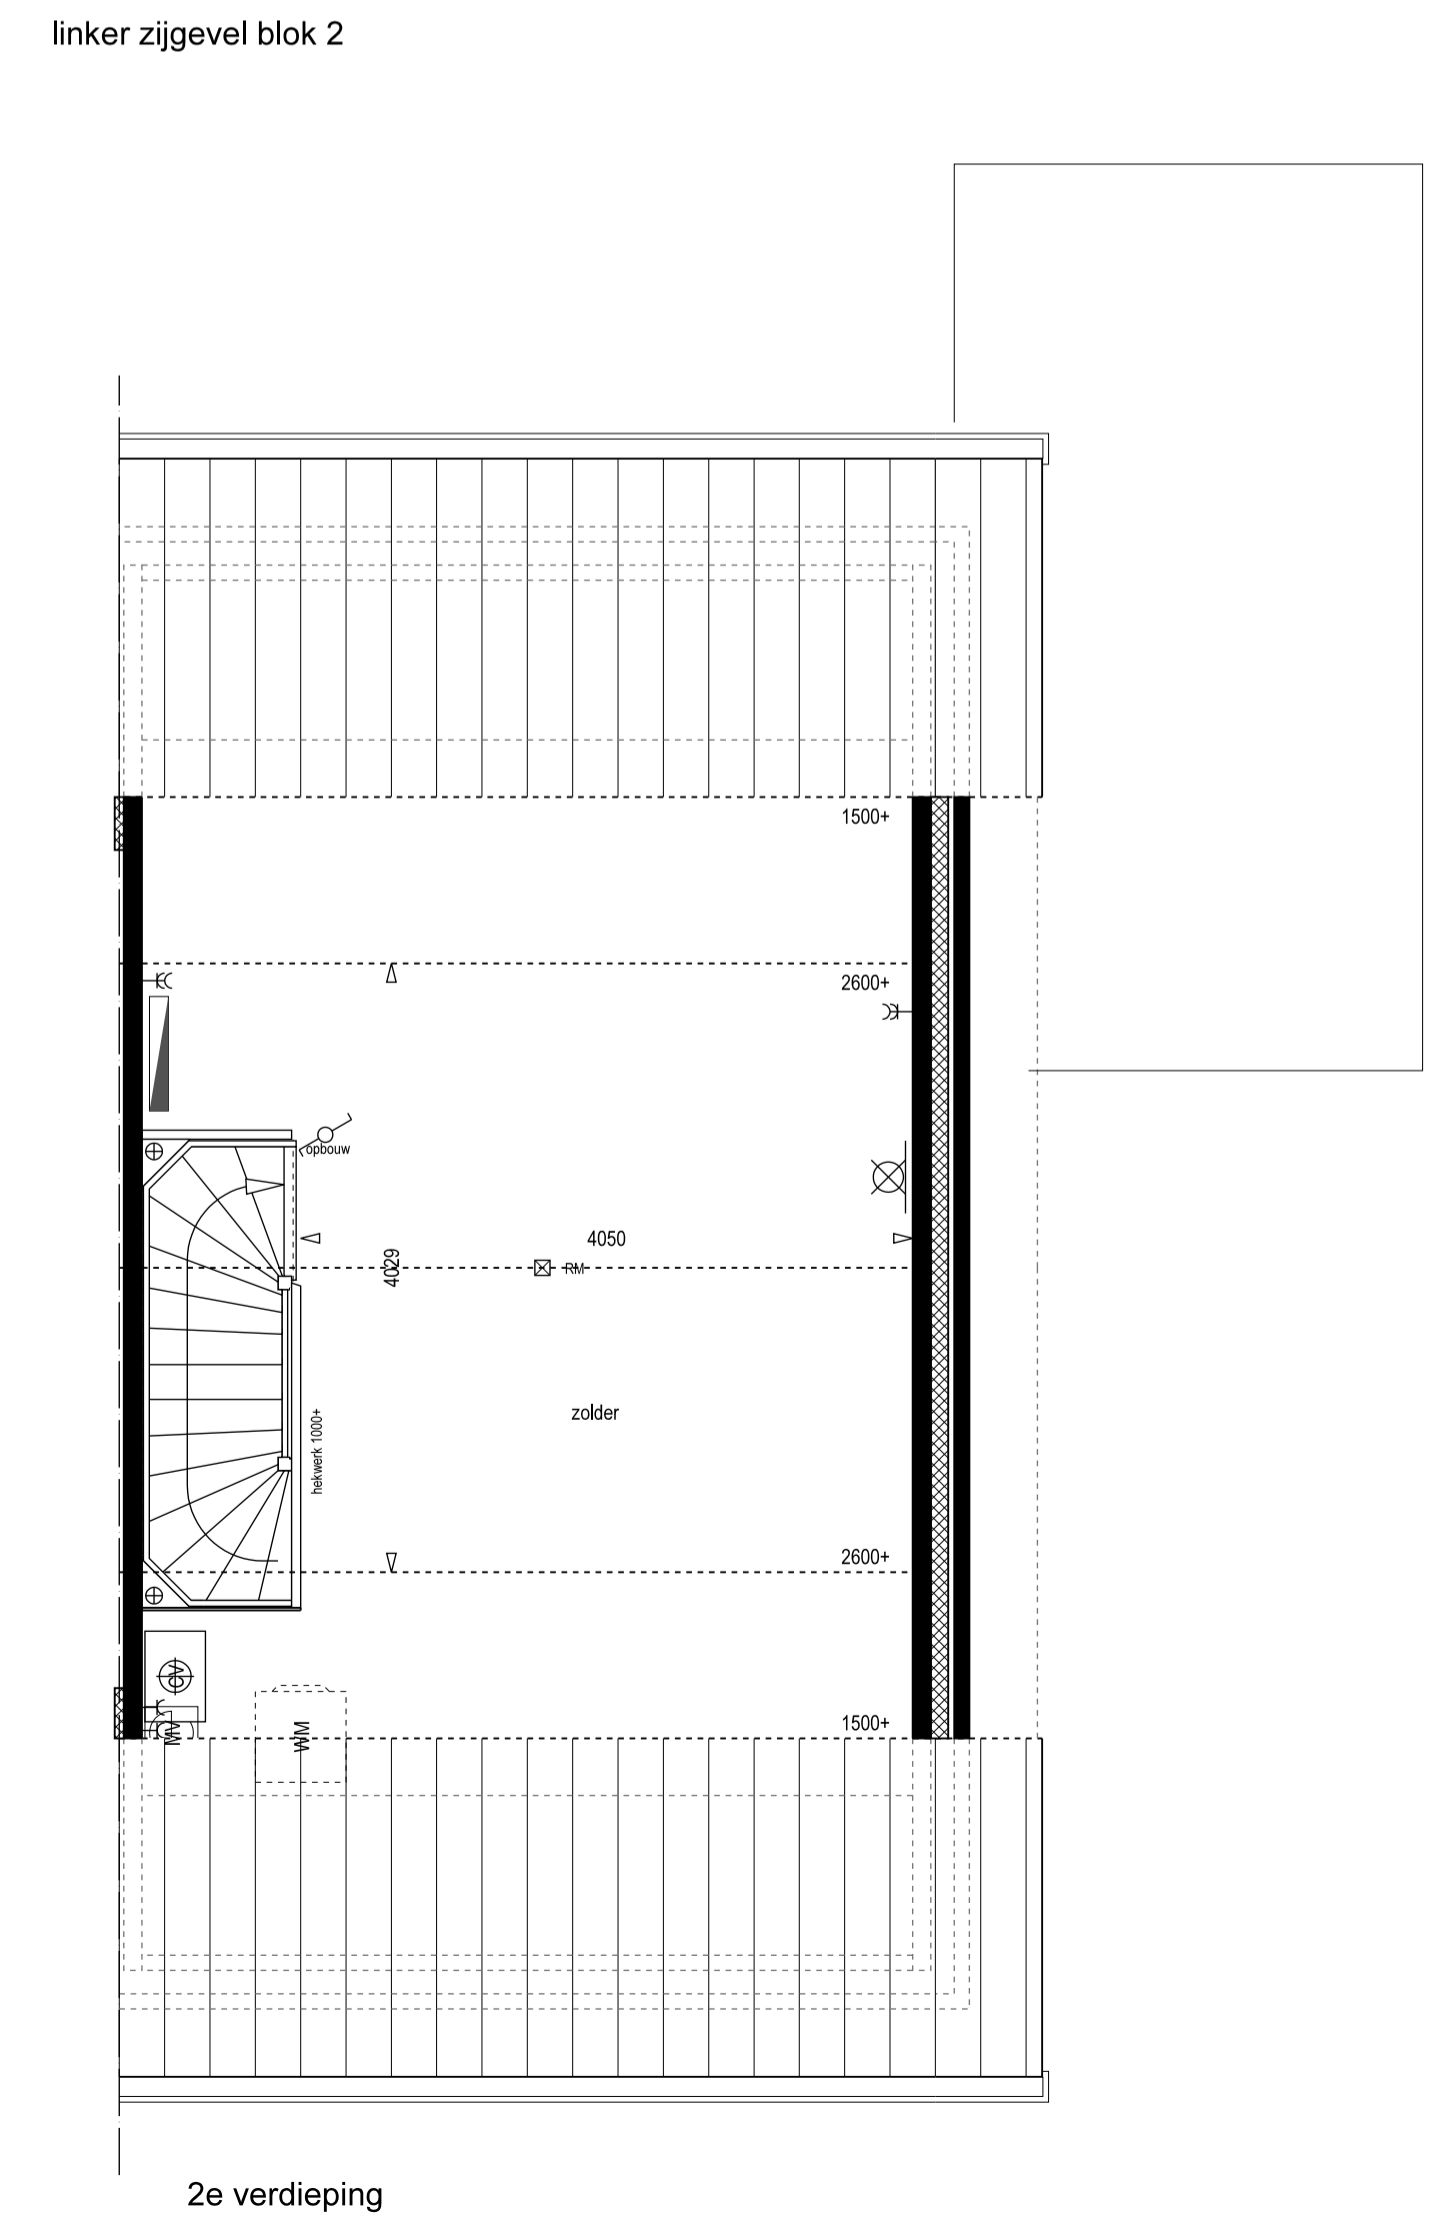 linker zijgevel blok 2
1500+
2600+
opbouw
4050
4029
RM
zolder
hekwerk 1000+
2600+
cv
MV
WM
1500+
2e verdieping